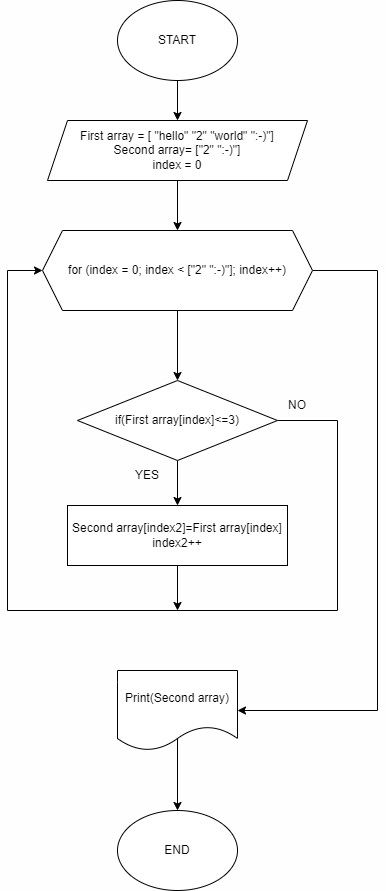 START
First array = [ "hello" "2" "world" ":-)"]
Second array= ["2" ":-)"]
index = 0
for (index = 0; index < ["2" ":-)"]; index++)
if(First array[index]<=3)
NO
YES
Second array[index2]=First array[index]
index2++
Print(Second array)
END